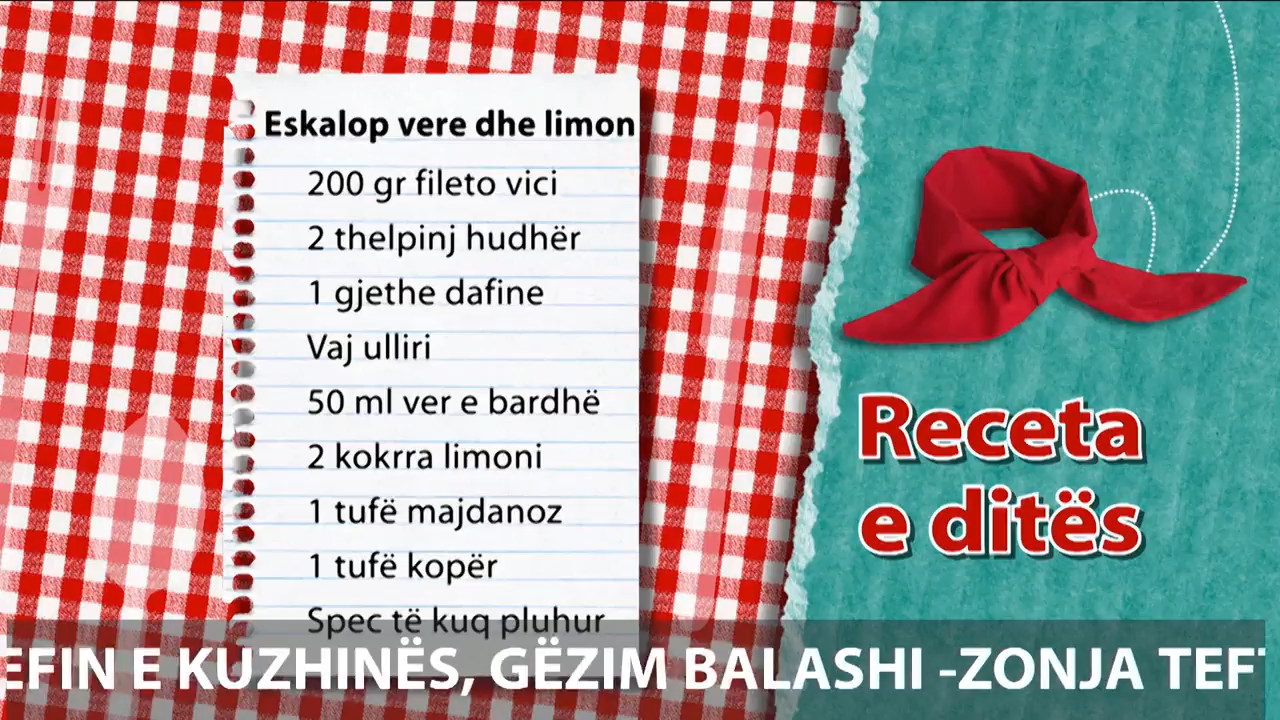 Eskalop vere dhe limon
200 gr fileto vici
2 thelpinj hudhër
1 gjethe dafine
Vaj ulliri
50 ml ver e bardhë
2 kokrra limoni
1 tufë majdanoz
1 tufë kopër
Spec të kuq pluhur
Receta
e ditës
EFIN E KUZHINËS, GËZIM BALASHI -ZONJA TEFT